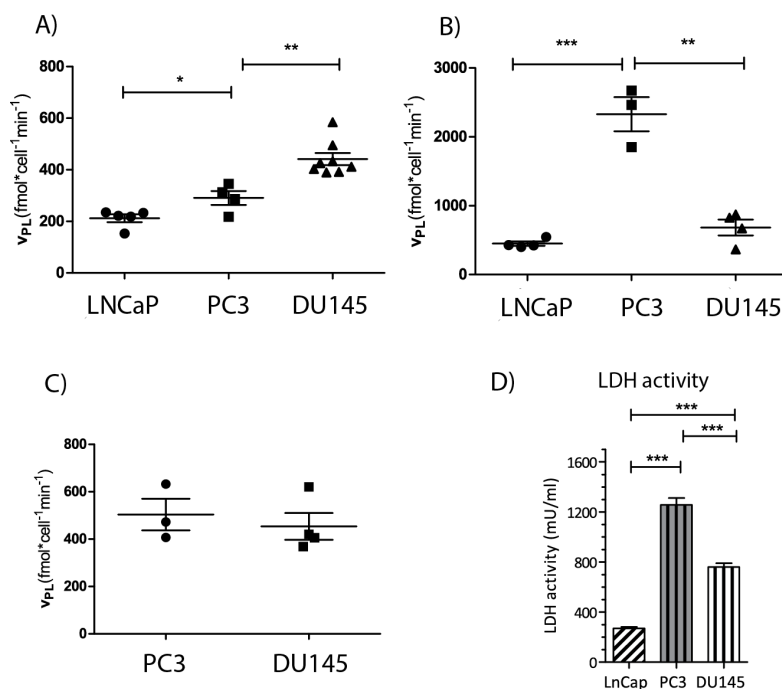 A)
* **
800
600
400
200
0
v_PL(fmol*cell⁻¹min⁻¹)
LNCaP PC3 DU145
B)
*** **
3000
2000
1000
0
v_PL(fmol*cell⁻¹min⁻¹)
LNCaP PC3 DU145
C)
800
600
400
200
0
v_PL(fmol*cell⁻¹min⁻¹)
PC3 DU145
D)
LDH activity
***
*** ***
1600
1200
800
400
0
LDH activity (mU/ml)
LnCap PC3 DU145